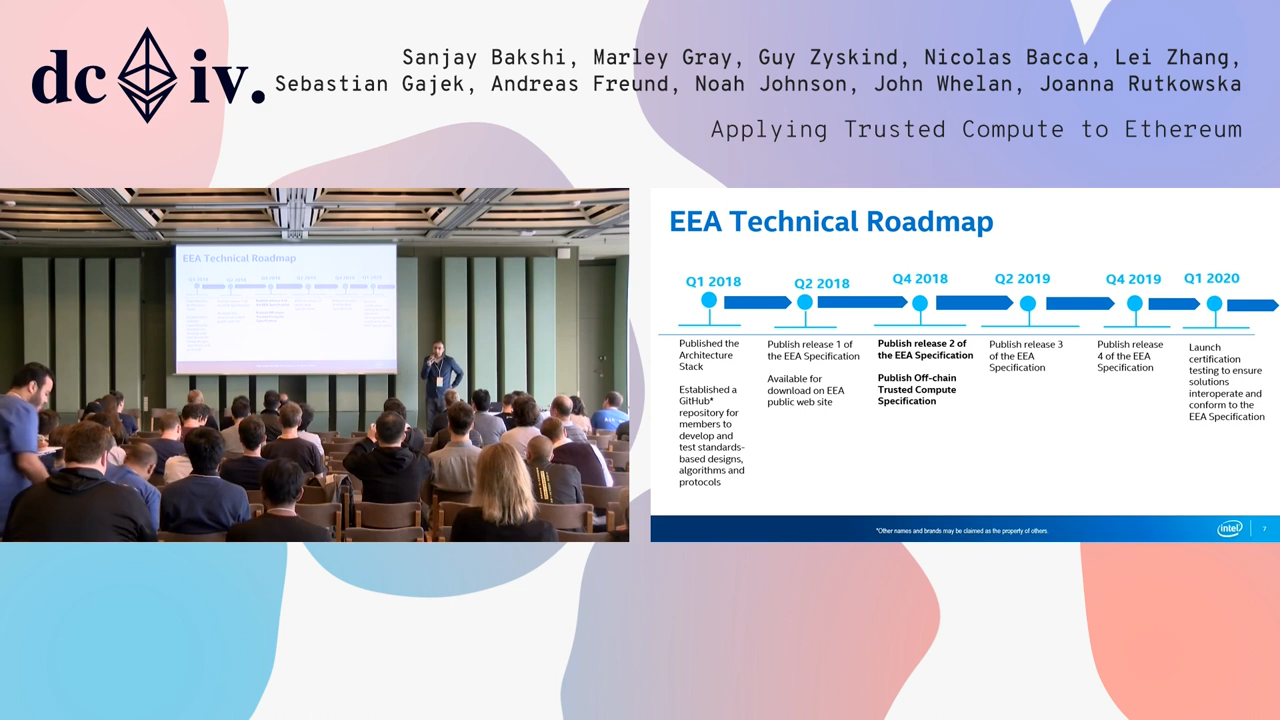 dc iv.
Sanjay Bakshi, Marley Gray, Guy Zyskind, Nicolas Bacca, Lei Zhang,
Sebastian Gajek, Andreas Freund, Noah Johnson, John Whelan, Joanna Rutkowska
Applying Trusted Compute to Ethereum
EEA Technical Roadmap
EEA Technical Roadmap
Q1 2018
Q2 2018
Q4 2018
Q2 2019
Q4 2019
Q1 2020
Published the
Architecture
Stack
Established a
GitHub*
repository for
members to
develop and
test standards-
based designs,
algorithms and
protocols
Publish release 1 of
the EEA Specification
Available for
download on EEA
public web site
Publish release 2 of
the EEA Specification
Publish Off-chain
Trusted Compute
Specification
Publish release 3
of the EEA
Specification
Publish release
4 of the EEA
Specification
Launch
certification
testing to ensure
solutions
interoperate and
conform to the
EEA Specification
*Other names and brands may be claimed as the property of others.
intel
7